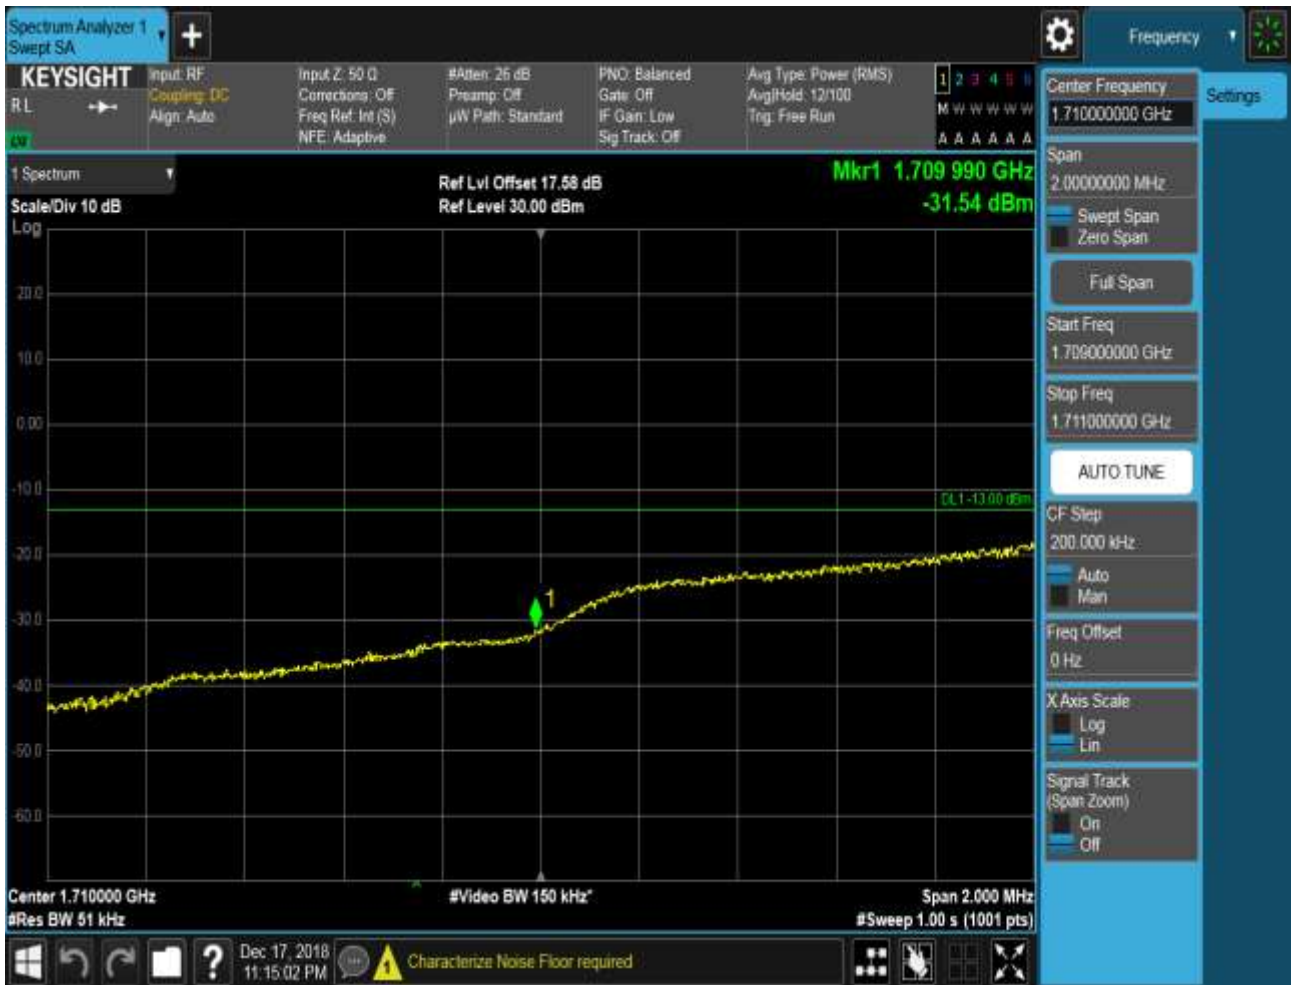 Spectrum Analyzer 1
Swept SA
+
Frequency
KEYSIGHT
RL
Input: RF
Coupling: DC
Align: Auto
Input Z: 50 Ω
Corrections: Off
Freq Ref: Int (S)
NFE: Adaptive
#Atten: 26 dB
Preamp: Off
µW Path: Standard
PNO: Balanced
Gate: Off
IF Gain: Low
Sig Track: Off
Avg Type: Power (RMS)
Avg|Hold: 12/100
Trig: Free Run
1 2 3 4 5 6
M W W W W W
A A A A A A
Center Frequency
1.710000000 GHz
Settings
Span
2.00000000 MHz
Swept Span
Zero Span
Full Span
Start Freq
1.709000000 GHz
Stop Freq
1.711000000 GHz
AUTO TUNE
CF Step
200.000 kHz
Auto
Man
Freq Offset
0 Hz
X Axis Scale
Log
Lin
Signal Track
(Span Zoom)
On
Off
1 Spectrum
Scale/Div 10 dB
Log
Ref Lvl Offset 17.58 dB
Ref Level 30.00 dBm
Mkr1 1.709 990 GHz
-31.54 dBm
20.0
10.0
0.00
-10.0
DL1 -13.00 dBm
-20.0
1
-30.0
-40.0
-50.0
-60.0
Center 1.710000 GHz
#Video BW 150 kHz*
Span 2.000 MHz
#Res BW 51 kHz
#Sweep 1.00 s (1001 pts)
?
Dec 17, 2018
11:15:02 PM
1
Characterize Noise Floor required